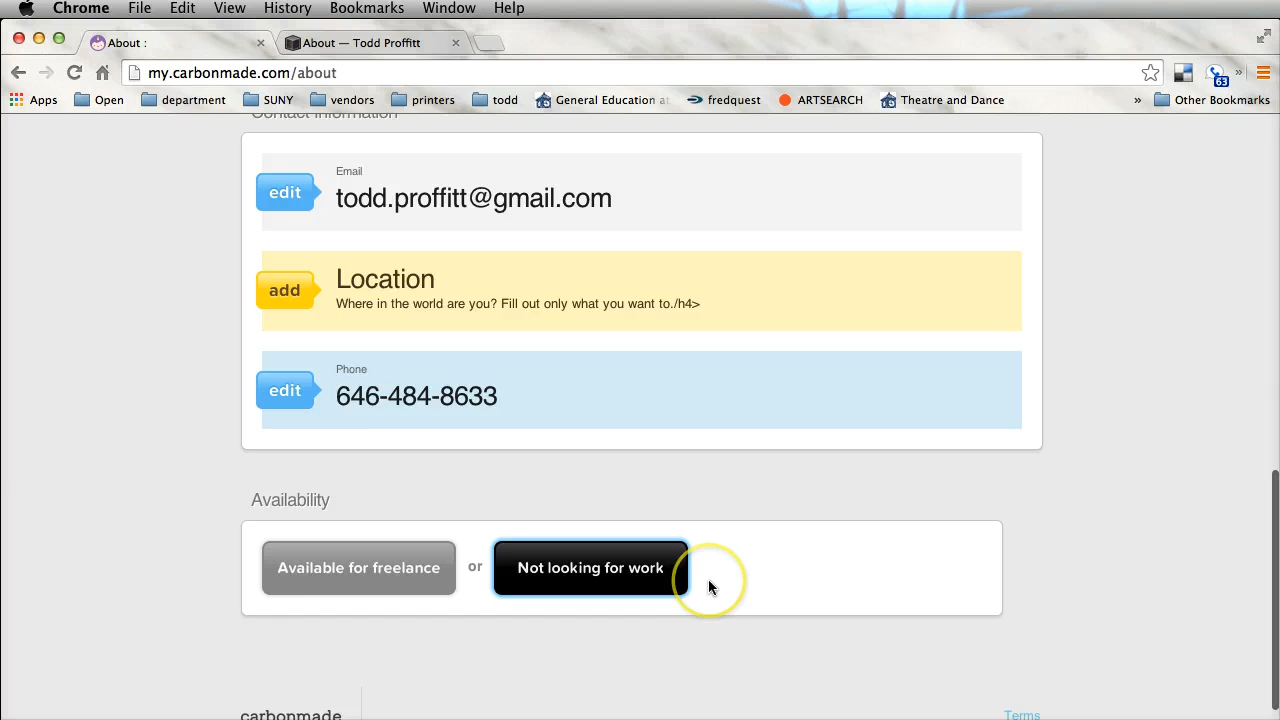 Chrome File Edit View History Bookmarks Window Help
About : About — Todd Proffitt
my.carbonmade.com/about 63
Apps Open department SUNY vendors printers todd General Education at fredquest ARTSEARCH Theatre and Dance » Other Bookmarks
Contact Information
Email
edit todd.proffitt@gmail.com
Location
add
Where in the world are you? Fill out only what you want to./h4>
Phone
edit 646-484-8633
Availability
Available for freelance or Not looking for work
carbonmade Terms